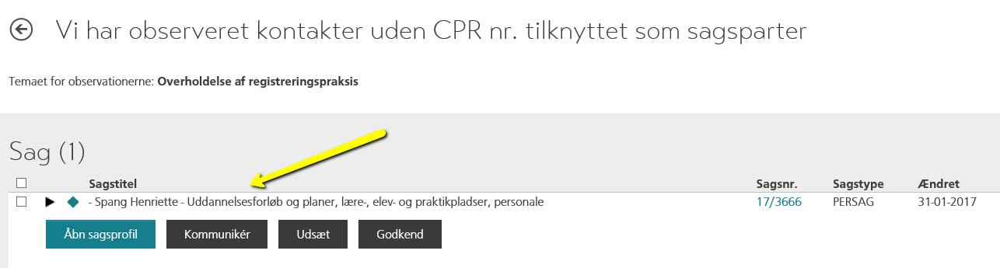 Vi har observeret kontakter uden CPR nr. tilknyttet som sagsparter
Temaet for observationerne: Overholdelse af registreringspraksis
Sag (1)
Sagstitel Sagsnr. Sagstype Ændret
- Spang Henriette - Uddannelsesforløb og planer, lære-, elev- og praktikpladser, personale 17/3666 PERSAG 31-01-2017
Åbn sagsprofil Kommunikér Udsæt Godkend